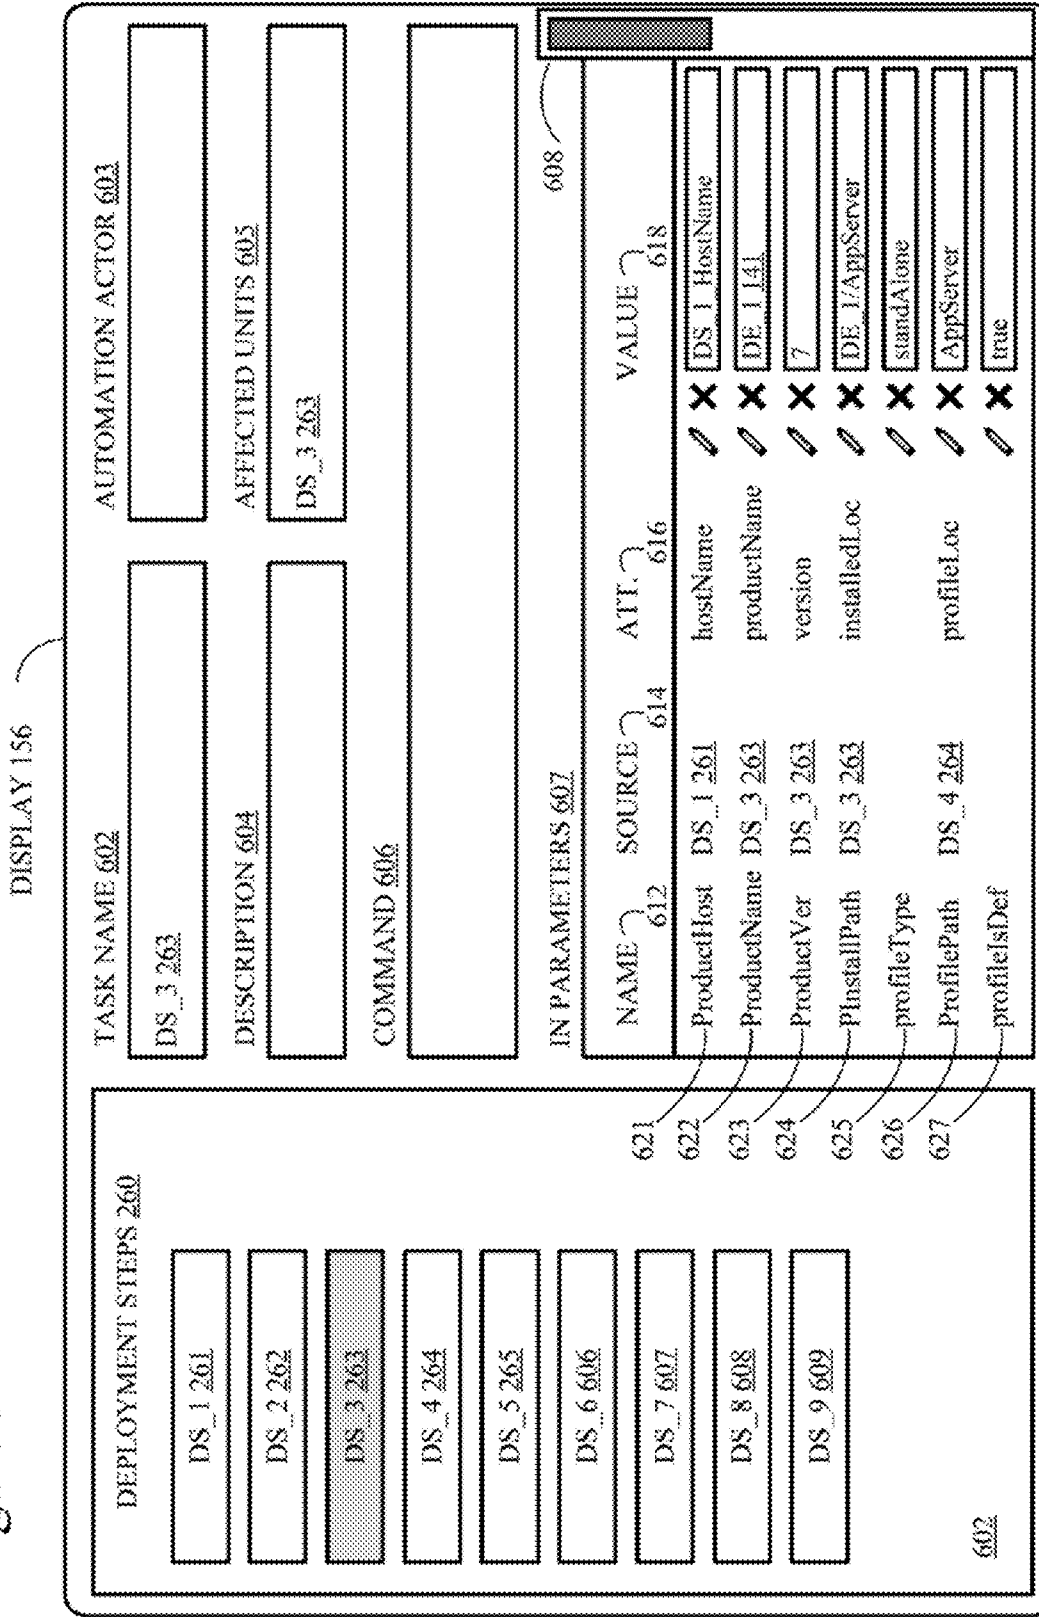 DISPLAY 156
DEPLOYMENT STEPS 260
DS_1 261
DS_2 262
DS_3 263
DS_4 264
DS_5 265
DS_6 606
DS_7 607
DS_8 608
DS_9 609
602
TASK NAME 602
DS_3 263
AUTOMATION ACTOR 603
DESCRIPTION 604
AFFECTED UNITS 605
DS_3 263
COMMAND 606
IN PARAMETERS 607
608
NAME 612 SOURCE 614 ATT. 616 VALUE 618
621 ProductHost DS_1 261 hostName DS_1_HostName
622 ProductName DS_3 263 productName DE_1 141
623 ProductVer DS_3 263 version 7
624 PInstallPath DS_3 263 installedLoc DE_1/AppServer
625 profileType standAlone
626 ProfilePath DS_4 264 profileLoc AppServer
627 profileIsDef true